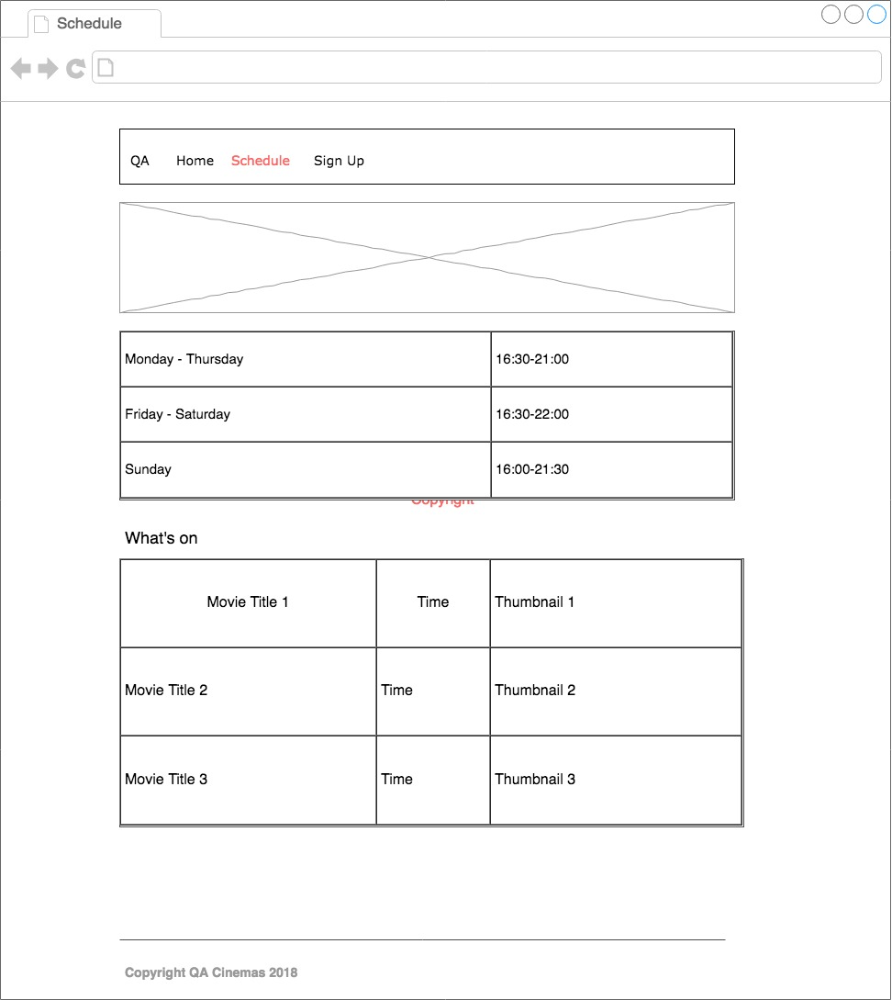 Schedule
QA Home Schedule Sign Up
Monday - Thursday 16:30-21:00
Friday - Saturday 16:30-22:00
Sunday 16:00-21:30
Copyright
What's on
Movie Title 1 Time Thumbnail 1
Movie Title 2 Time Thumbnail 2
Movie Title 3 Time Thumbnail 3
Copyright QA Cinemas 2018